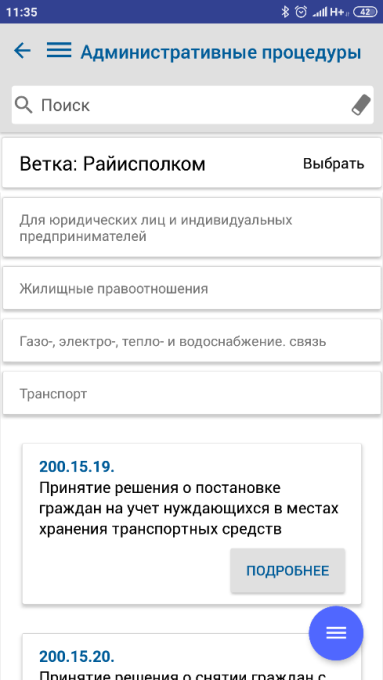 11:35 H+ 42
Административные процедуры
Поиск
Ветка: Райисполком Выбрать
Для юридических лиц и индивидуальных
предпринимателей
Жилищные правоотношения
Газо-, электро-, тепло- и водоснабжение. связь
Транспорт
200.15.19.
Принятие решения о постановке
граждан на учет нуждающихся в местах
хранения транспортных средств
ПОДРОБНЕЕ
200.15.20.
Принятие решения о снятии граждан с